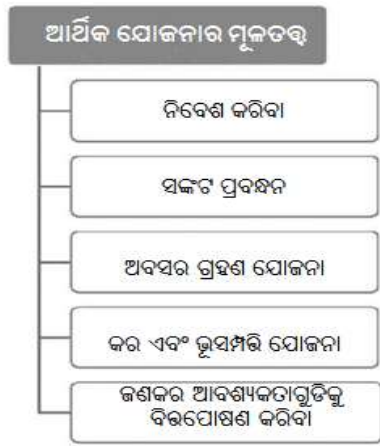 ଆର୍ଥିକ ଯୋଜନାର ମୂଳତତ୍ତ୍ୱ
ନିବେଶ କରିବା
ସଙ୍କଟ ପ୍ରବନ୍ଧନ
ଅବସର ଗ୍ରହଣ ଯୋଜନା
କର ଏବଂ ଭୂସମ୍ପତ୍ତି ଯୋଜନା
ଜଣକର ଆବଶ୍ୟକତାଗୁଡିକୁ
ବିତ୍ତପୋଷଣ କରିବା